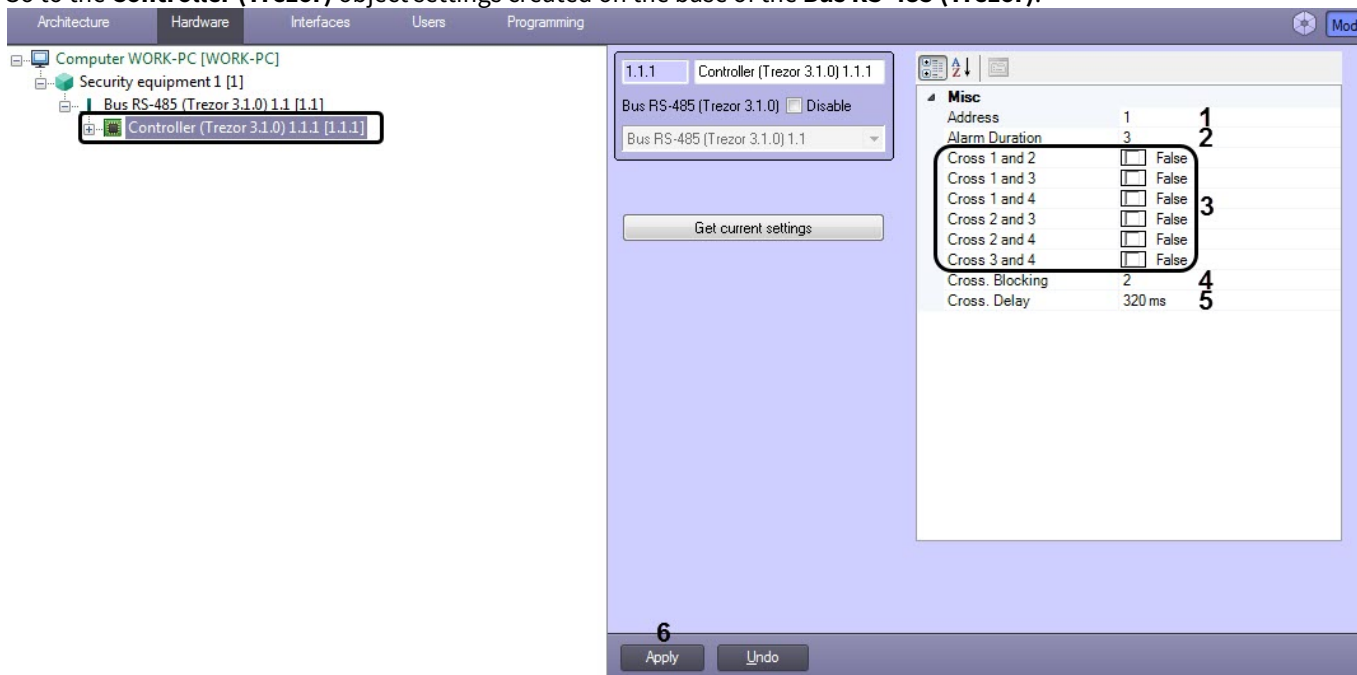 Go to the Controller (Trezor) object settings created on the base of the Bus RS-485 (Trezor).
Architecture Hardware Interfaces Users Programming Mod
Computer WORK-PC [WORK-PC]
Security equipment 1 [1]
Bus RS-485 (Trezor 3.1.0) 1.1 [1.1]
Controller (Trezor 3.1.0) 1.1.1 [1.1.1]
1.1.1 Controller (Trezor 3.1.0) 1.1.1
Bus RS-485 (Trezor 3.1.0) Disable
Bus RS-485 (Trezor 3.1.0) 1.1
Get current settings
Misc
Address 1 1
Alarm Duration 3 2
Cross 1 and 2 False
Cross 1 and 3 False
Cross 1 and 4 False
3
Cross 2 and 3 False
Cross 2 and 4 False
Cross 3 and 4 False
Cross. Blocking 2 4
Cross. Delay 320 ms 5
6
Apply Undo